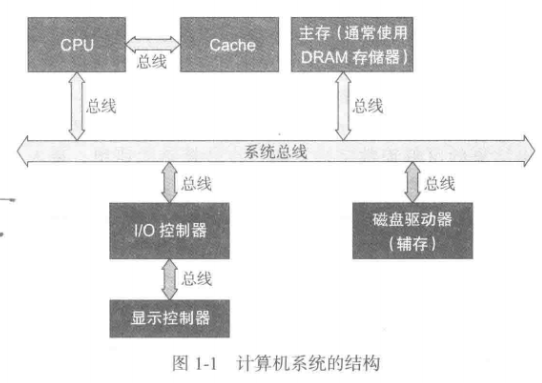 CPU
总线
Cache
主存（通常使用
DRAM 存储器）
总线
总线
系统总线
总线
总线
I/O 控制器
磁盘驱动器
（辅存）
总线
显示控制器
图 1-1 计算机系统的结构